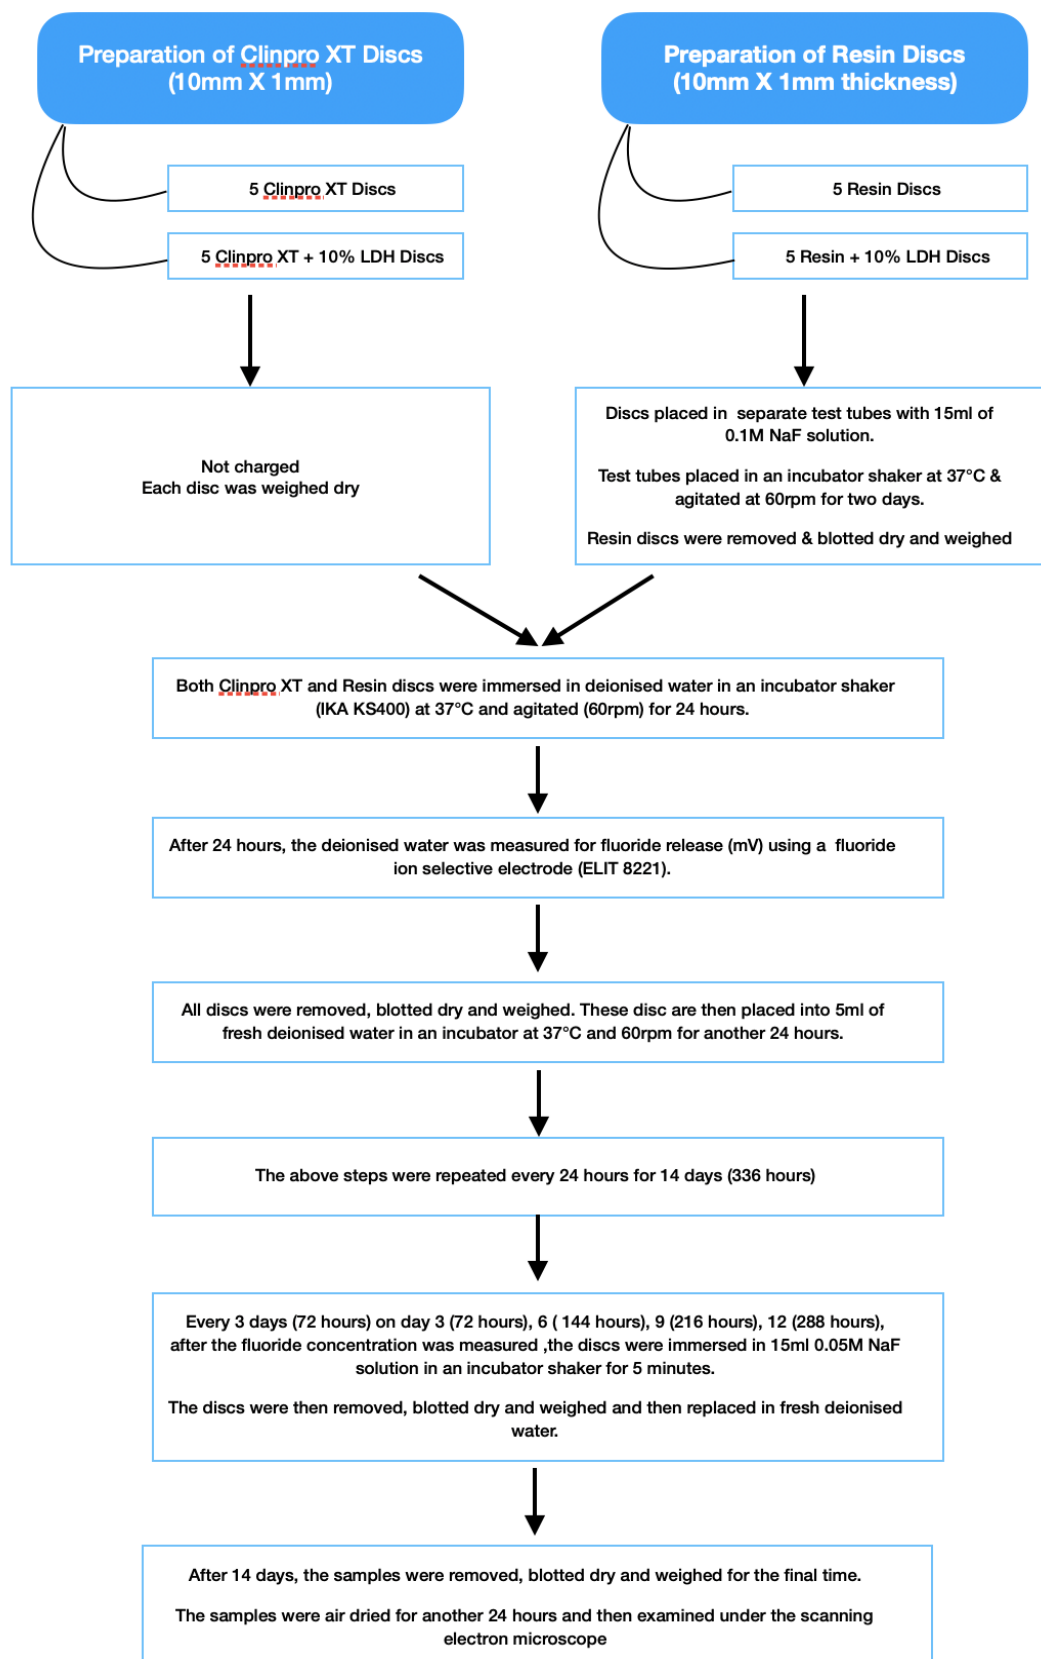 Preparation of Clinpro XT Discs
(10mm X 1mm)
Preparation of Resin Discs
(10mm X 1mm thickness)
5 Clinpro XT Discs
5 Clinpro XT + 10% LDH Discs
5 Resin Discs
5 Resin + 10% LDH Discs
Not charged
Each disc was weighed dry
Discs placed in separate test tubes with 15ml of
0.1M NaF solution.
Test tubes placed in an incubator shaker at 37°C &
agitated at 60rpm for two days.
Resin discs were removed & blotted dry and weighed
Both Clinpro XT and Resin discs were immersed in deionised water in an incubator shaker
(IKA KS400) at 37°C and agitated (60rpm) for 24 hours.
After 24 hours, the deionised water was measured for fluoride release (mV) using a fluoride
ion selective electrode (ELIT 8221).
All discs were removed, blotted dry and weighed. These disc are then placed into 5ml of
fresh deionised water in an incubator at 37°C and 60rpm for another 24 hours.
The above steps were repeated every 24 hours for 14 days (336 hours)
Every 3 days (72 hours) on day 3 (72 hours), 6 ( 144 hours), 9 (216 hours), 12 (288 hours),
after the fluoride concentration was measured ,the discs were immersed in 15ml 0.05M NaF
solution in an incubator shaker for 5 minutes.
The discs were then removed, blotted dry and weighed and then replaced in fresh deionised
water.
After 14 days, the samples were removed, blotted dry and weighed for the final time.
The samples were air dried for another 24 hours and then examined under the scanning
electron microscope